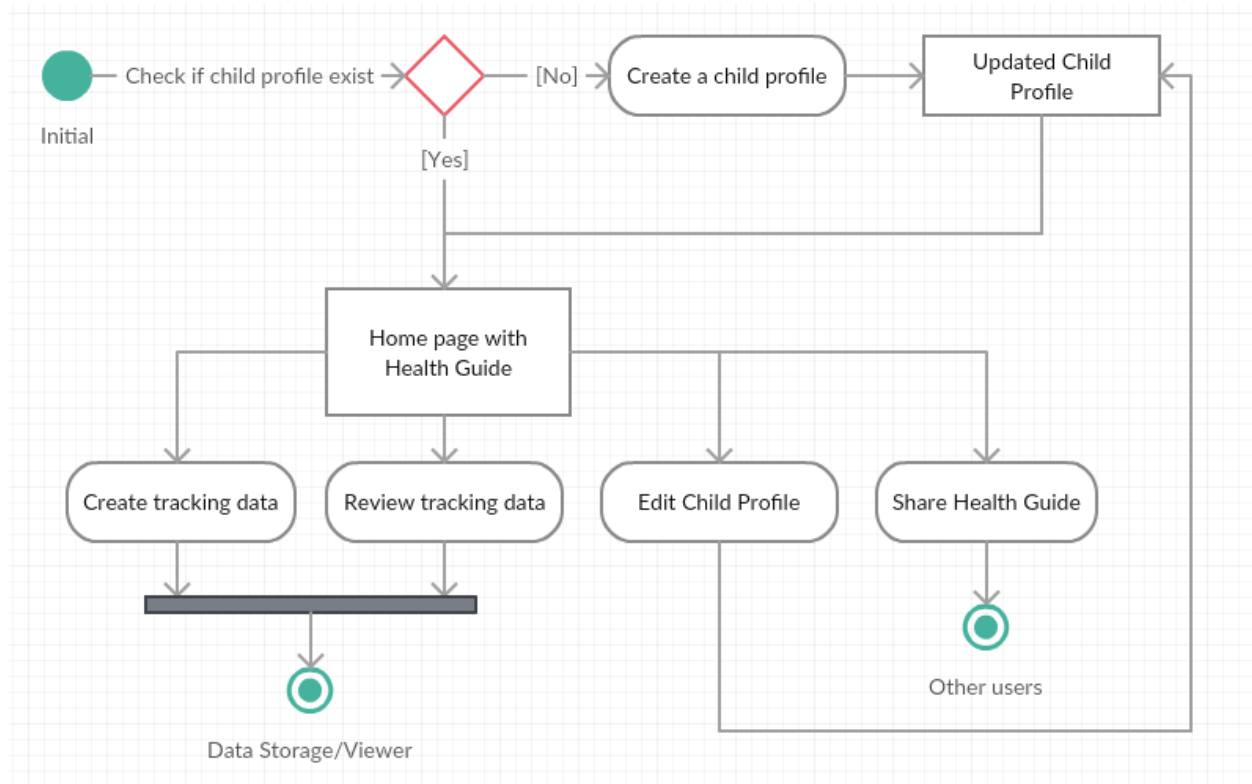 Check if child profile exist
[No]
Create a child profile
Updated Child
Profile
Initial
[Yes]
Home page with
Health Guide
Create tracking data
Review tracking data
Edit Child Profile
Share Health Guide
Other users
Data Storage/Viewer